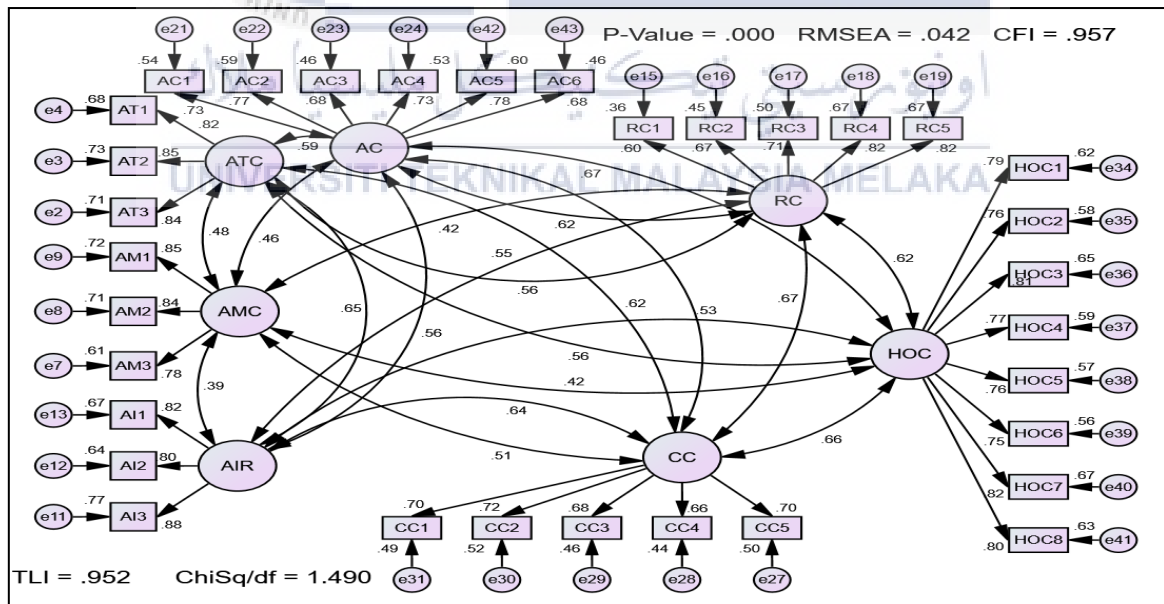 HINO
e21 e22 e23 e24 e42 e43
P-Value = .000 RMSEA = .042 CFI = .957
.54 .59 .46 .53 .60 .46
AC1 AC2 AC3 AC4 AC5 AC6
اونيورسيتي تيكنيكل مليسيا ملاك
e15 e16 e17 e18 e19
.36 .45 .50 .67 .67
RC1 RC2 RC3 RC4 RC5
.73 .77 .68 .73 .78 .68
.60 .67 .71 .82 .82
e4 .68 AT1 .82
e3 .73 AT2 .85
e2 .71 AT3 .84
ATC .59 AC
UNIVERSITI TEKNIKAL MALAYSIA MELAKA
RC
.67
.79 HOC1 .62 e34
.76 HOC2 .58 e35
HOC3 .65 e36
.81
.77 HOC4 .59 e37
.76 HOC5 .57 e38
.75 HOC6 .56 e39
.82 HOC7 .67 e40
.80 HOC8 .63 e41
.48 .46 .42 .62 .55 .56 .62
e9 .72 AM1 .85
e8 .71 AM2 .84
e7 .61 AM3 .78
AMC
.65 .56 .62 .53 .67
HOC
.56
.42
.39
e13 .67 AI1 .82
e12 .64 AI2 .80
e11 .77 AI3 .88
AIR
.64
.51
CC
.66
.70 .72 .68 .66 .70
CC1 CC2 CC3 CC4 CC5
.49 .52 .46 .44 .50
e31 e30 e29 e28 e27
TLI = .952 ChiSq/df = 1.490